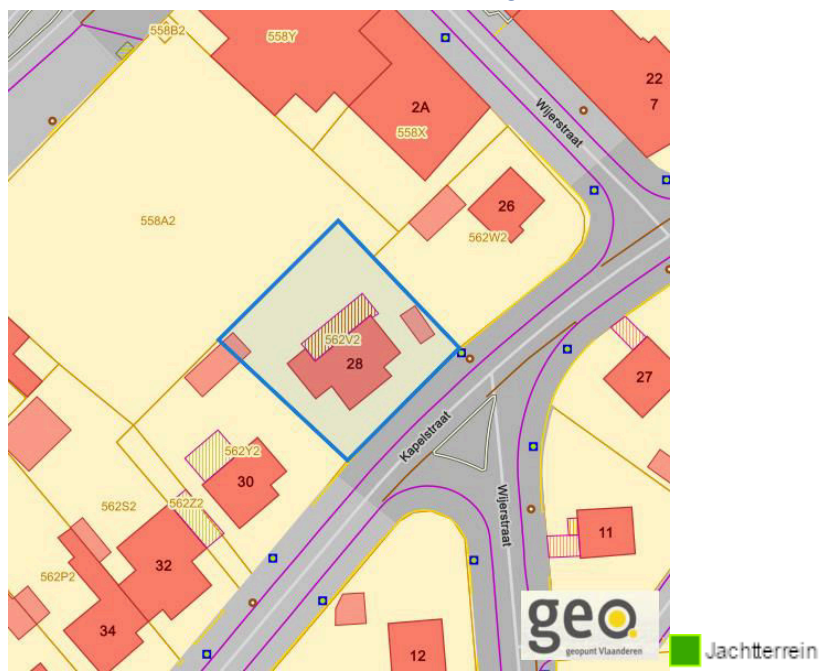 558B2
558Y
22
7
2A
558X
Wijerstraat
26
558A2
562W2
562V2
28
27
Kapelstraat
562Y2
30
Wijerstraat
562S2
562Z2
11
32
562P2
34
12
geo.
geopunt Vlaanderen
Jachtterrein